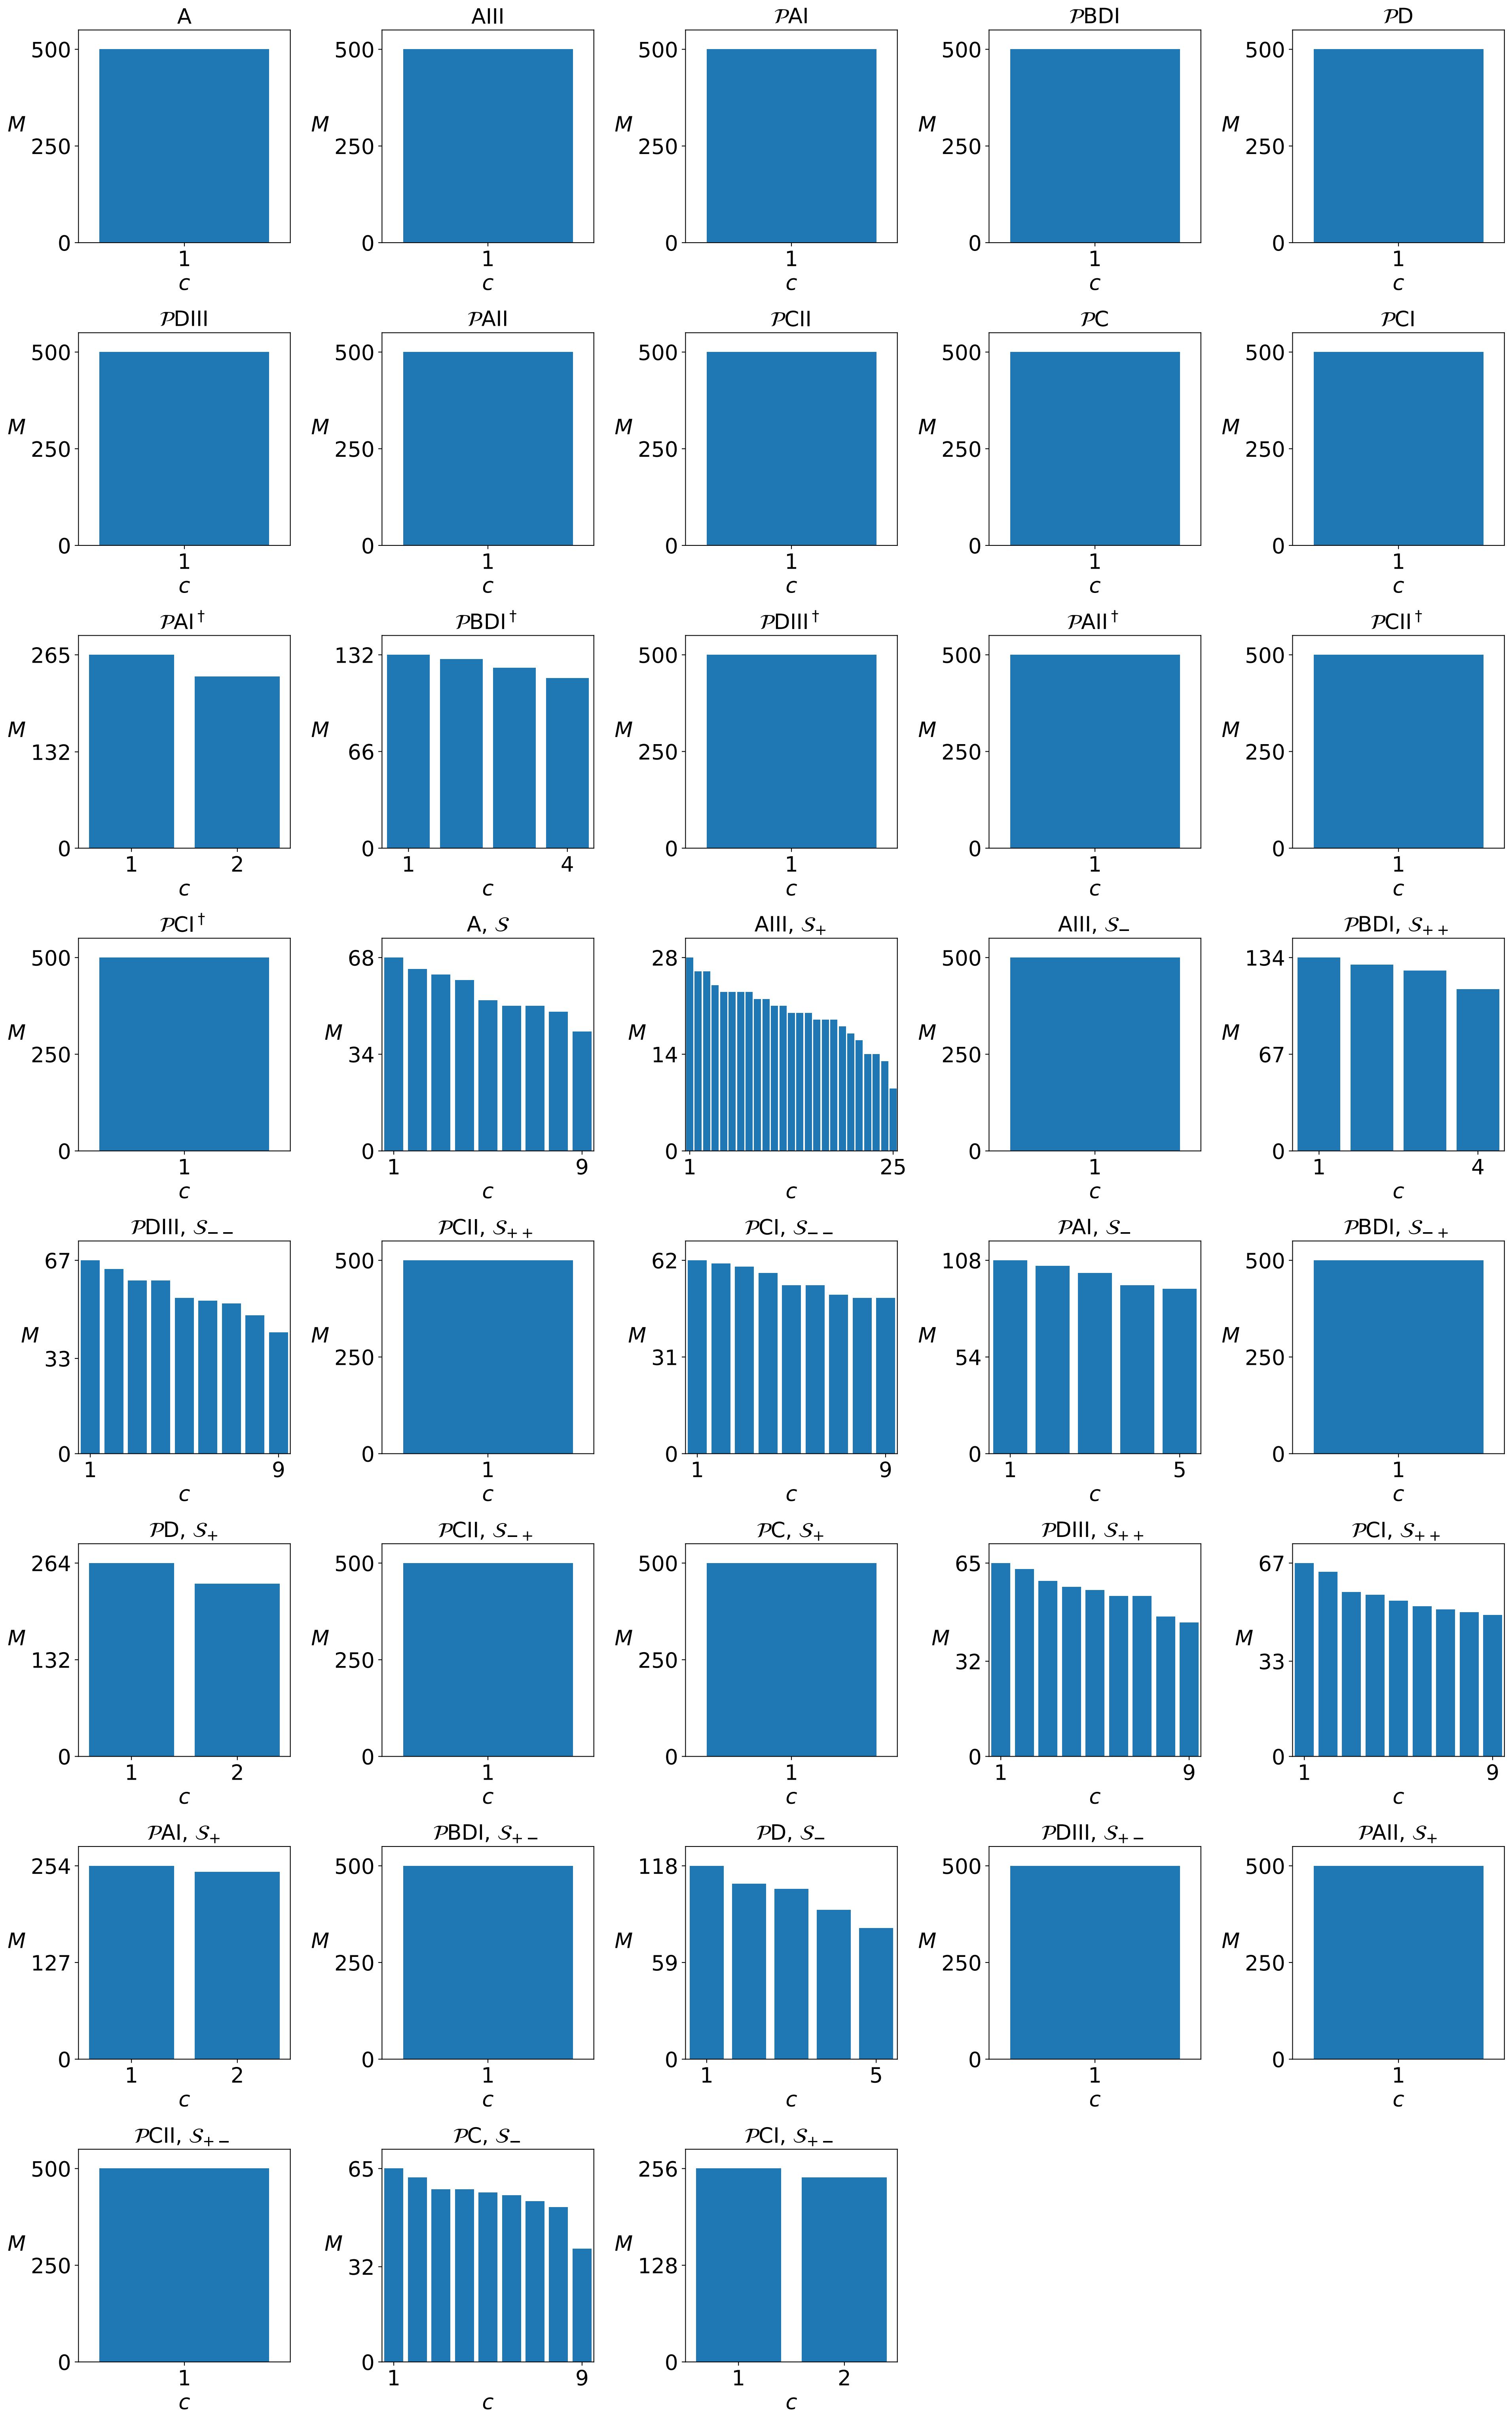 A AIII 𝒫AI 𝒫BDI 𝒫D
500 500 500 500 500
M M M M M
250 250 250 250 250
0 0 0 0 0
1 1 1 1 1
c c c c c
𝒫DIII 𝒫AII 𝒫CII 𝒫C 𝒫CI
500 500 500 500 500
M M M M M
250 250 250 250 250
0 0 0 0 0
1 1 1 1 1
c c c c c
𝒫AI† 𝒫BDI† 𝒫DIII† 𝒫AII† 𝒫CII†
265 132 500 500 500
M M M M M
132 66 250 250 250
0 0 0 0 0
1 2 1 4 1 1 1
c c c c c
𝒫CI† A, 𝒮 AIII, 𝒮₊ AIII, 𝒮₋ 𝒫BDI, 𝒮₊₊
500 68 28 500 134
M M M M M
250 34 14 250 67
0 0 0 0 0
1 1 9 1 25 1 1 4
c c c c c
𝒫DIII, 𝒮₋₋ 𝒫CII, 𝒮₊₊ 𝒫CI, 𝒮₋₋ 𝒫AI, 𝒮₋ 𝒫BDI, 𝒮₋₊
67 500 62 108 500
M M M M M
33 250 31 54 250
0 0 0 0 0
1 9 1 1 9 1 5 1
c c c c c
𝒫D, 𝒮₊ 𝒫CII, 𝒮₋₊ 𝒫C, 𝒮₊ 𝒫DIII, 𝒮₊₊ 𝒫CI, 𝒮₊₊
264 500 500 65 67
M M M M M
132 250 250 32 33
0 0 0 0 0
1 2 1 1 1 9 1 9
c c c c c
𝒫AI, 𝒮₊ 𝒫BDI, 𝒮₊₋ 𝒫D, 𝒮₋ 𝒫DIII, 𝒮₊₋ 𝒫AII, 𝒮₊
254 500 118 500 500
M M M M M
127 250 59 250 250
0 0 0 0 0
1 2 1 1 5 1 1
c c c c c
𝒫CII, 𝒮₊₋ 𝒫C, 𝒮₋ 𝒫CI, 𝒮₊₋
500 65 256
M M M
250 32 128
0 0 0
1 1 9 1 2
c c c